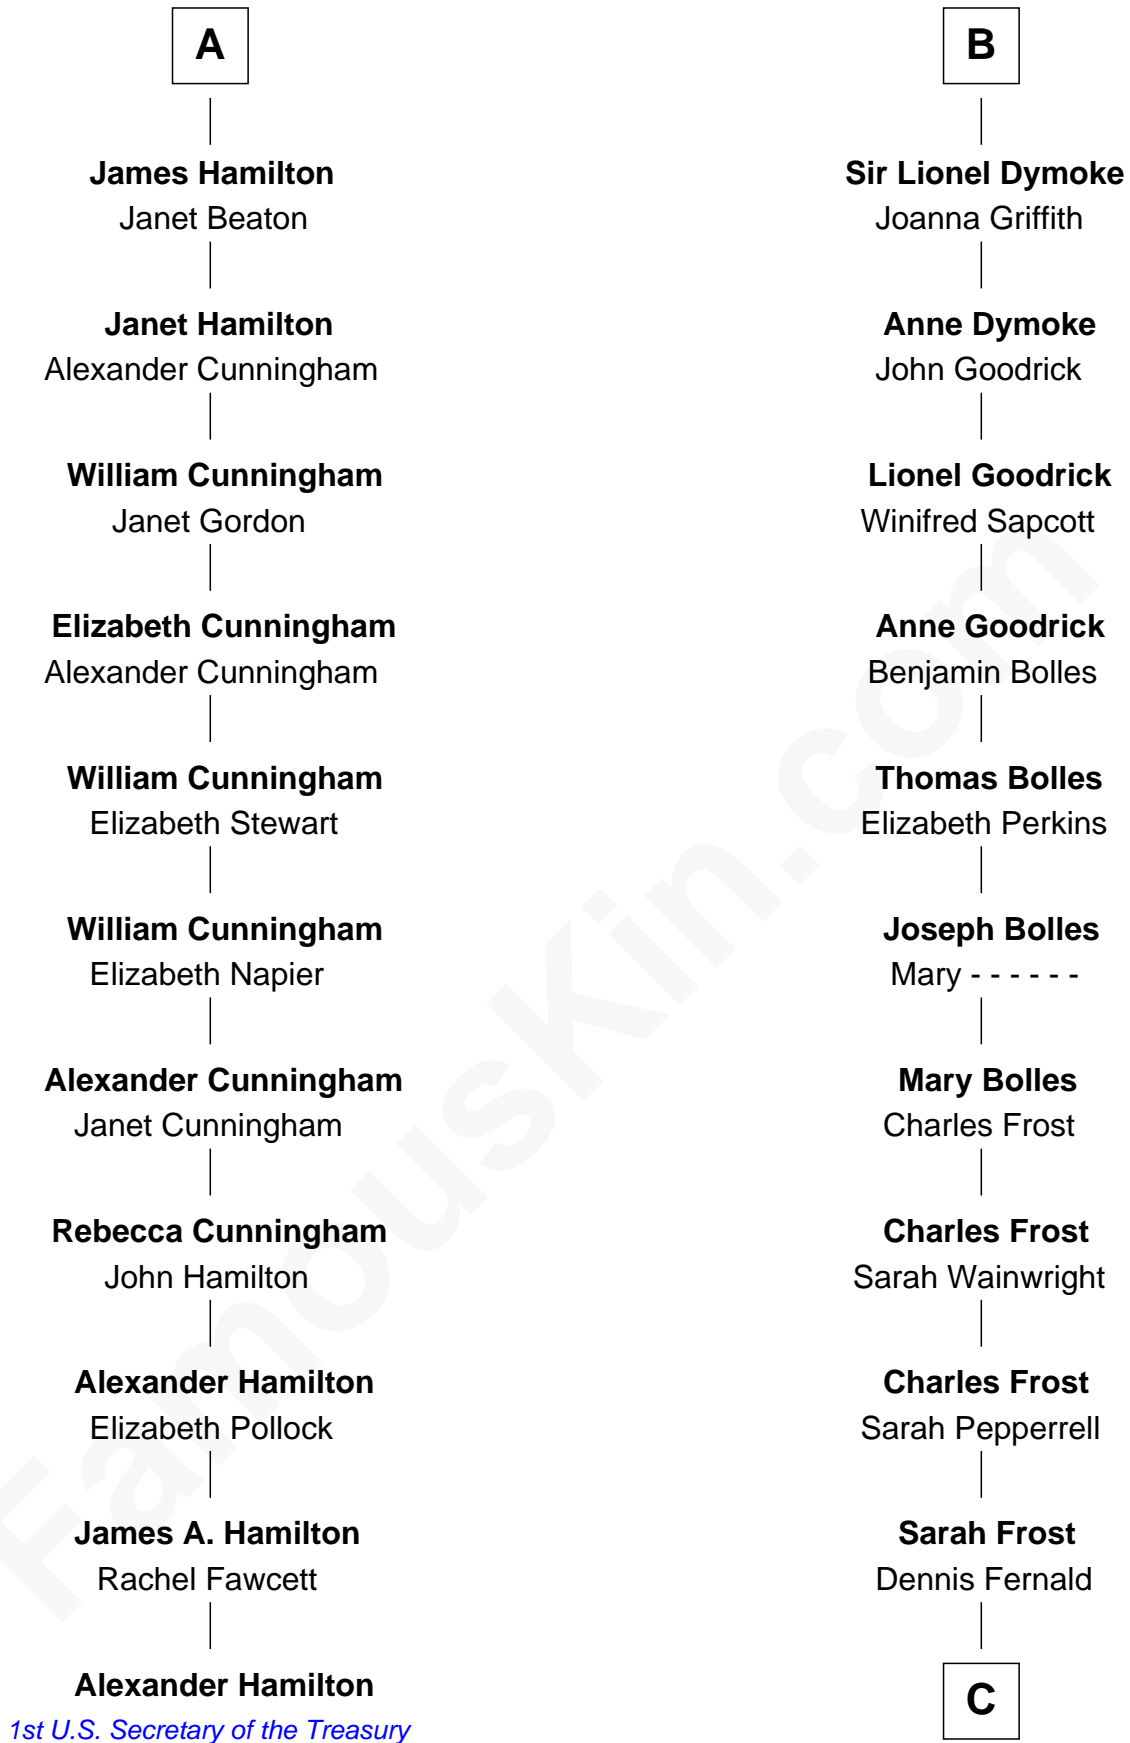 A
James Hamilton
Janet Beaton
Janet Hamilton
Alexander Cunningham
William Cunningham
Janet Gordon
Elizabeth Cunningham
Alexander Cunningham
William Cunningham
Elizabeth Stewart
William Cunningham
Elizabeth Napier
Alexander Cunningham
Janet Cunningham
Rebecca Cunningham
John Hamilton
Alexander Hamilton
Elizabeth Pollock
James A. Hamilton
Rachel Fawcett
Alexander Hamilton
1st U.S. Secretary of the Treasury
B
Sir Lionel Dymoke
Joanna Griffith
Anne Dymoke
John Goodrick
Lionel Goodrick
Winifred Sapcott
Anne Goodrick
Benjamin Bolles
Thomas Bolles
Elizabeth Perkins
Joseph Bolles
Mary - - - - - -
Mary Bolles
Charles Frost
Charles Frost
Sarah Wainwright
Charles Frost
Sarah Pepperrell
Sarah Frost
Dennis Fernald
C
FamousKin.com